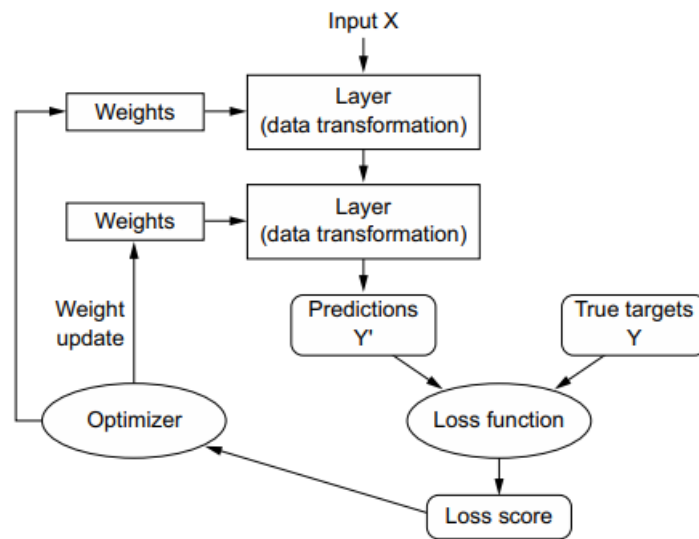 Input X
Weights
Layer
(data transformation)
Weights
Layer
(data transformation)
Weight
update
Predictions
Y'
True targets
Y
Optimizer
Loss function
Loss score